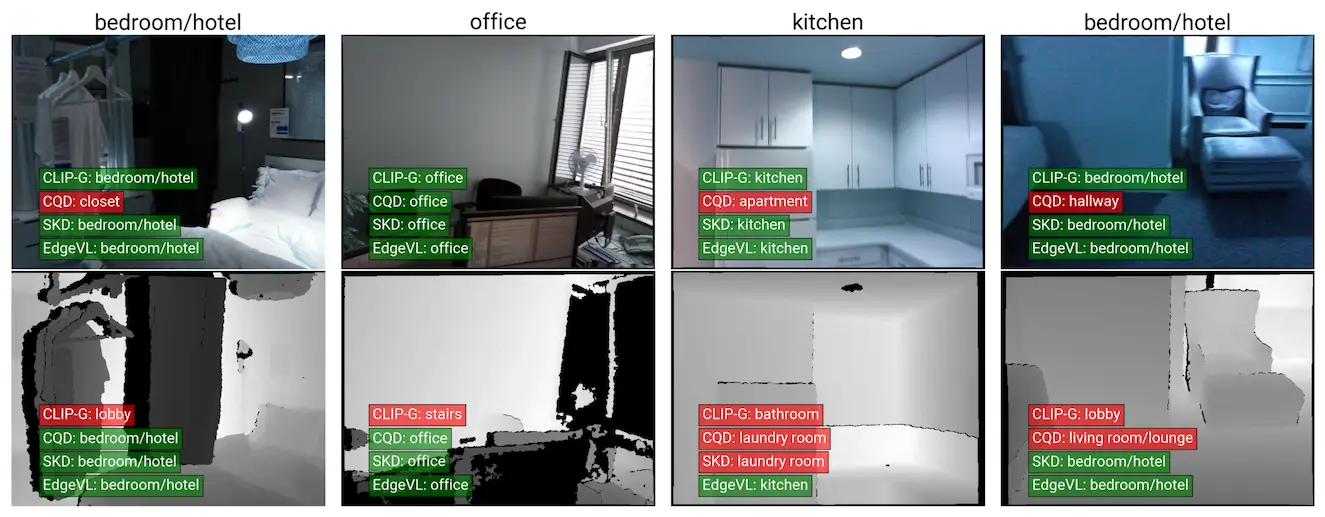 bedroom/hotel
office
kitchen
bedroom/hotel
CLIP-G: bedroom/hotel
CQD: closet
SKD: bedroom/hotel
EdgeVL: bedroom/hotel
CLIP-G: office
CQD: office
SKD: office
EdgeVL: office
CLIP-G: kitchen
CQD: apartment
SKD: kitchen
EdgeVL: kitchen
CLIP-G: bedroom/hotel
CQD: hallway
SKD: bedroom/hotel
EdgeVL: bedroom/hotel
CLIP-G: lobby
CQD: bedroom/hotel
SKD: bedroom/hotel
EdgeVL: bedroom/hotel
CLIP-G: stairs
CQD: office
SKD: office
EdgeVL: office
CLIP-G: bathroom
CQD: laundry room
SKD: laundry room
EdgeVL: kitchen
CLIP-G: lobby
CQD: living room/lounge
SKD: bedroom/hotel
EdgeVL: bedroom/hotel